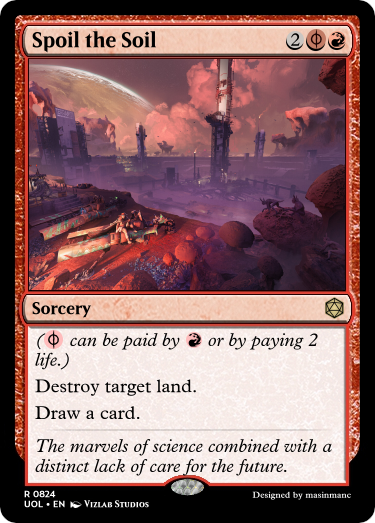 Spoil the Soil 2
Sorcery
( can be paid by or by paying 2
life.)
Destroy target land.
Draw a card.
The marvels of science combined with a
distinct lack of care for the future.
R 0824
UOL • EN Vizlab Studios
Designed by masinmanc